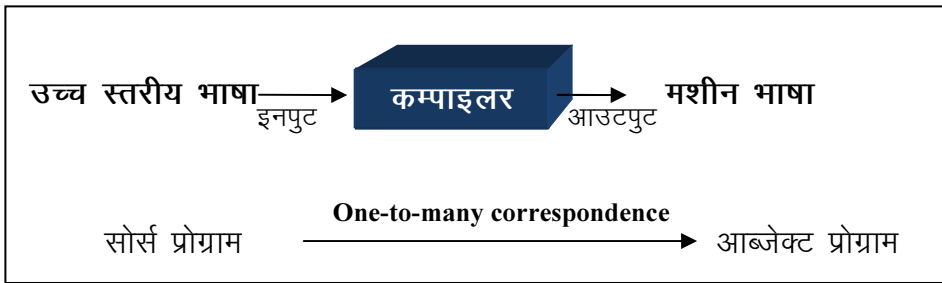 उच्च स्तरीय भाषा इनपुट कम्पाइलर आउटपुट मशीन भाषा
One-to-many correspondence
सोर्स प्रोग्राम आब्जेक्ट प्रोग्राम